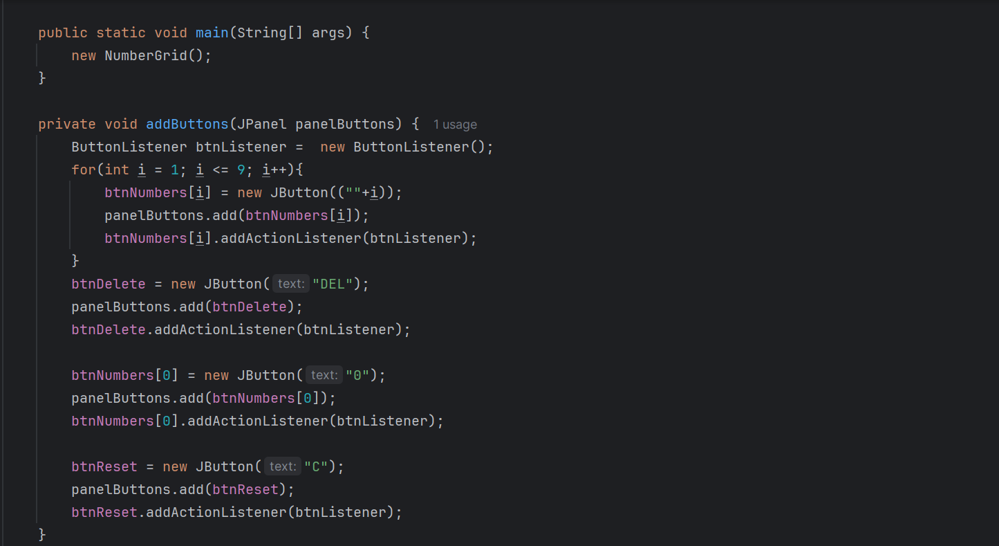 public static void main(String[] args) {
    new NumberGrid();
}
private void addButtons(JPanel panelButtons) {  1 usage
    ButtonListener btnListener =  new ButtonListener();
    for(int i = 1; i <= 9; i++){
        btnNumbers[i] = new JButton((""+i));
        panelButtons.add(btnNumbers[i]);
        btnNumbers[i].addActionListener(btnListener);
    }
    btnDelete = new JButton( text: "DEL");
    panelButtons.add(btnDelete);
    btnDelete.addActionListener(btnListener);
    btnNumbers[0] = new JButton( text: "0");
    panelButtons.add(btnNumbers[0]);
    btnNumbers[0].addActionListener(btnListener);
    btnReset = new JButton( text: "C");
    panelButtons.add(btnReset);
    btnReset.addActionListener(btnListener);
}